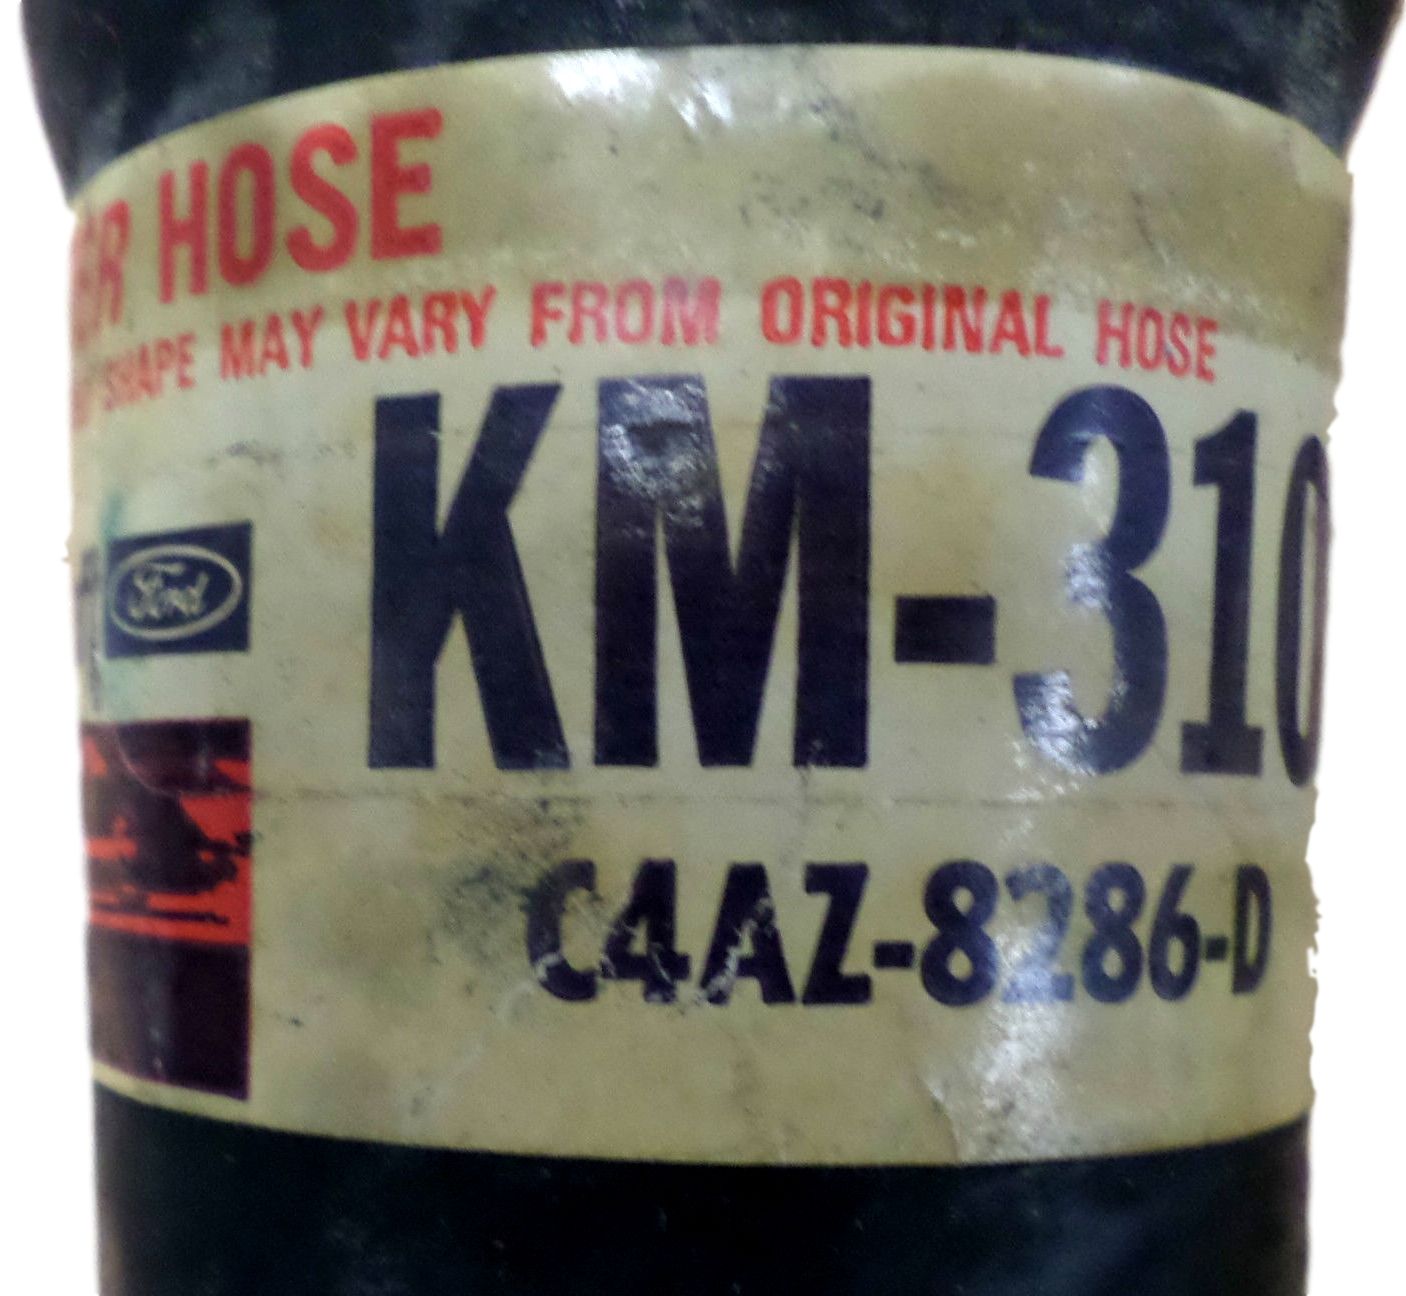 HOSE
SHAPE MAY VARY FROM ORIGINAL HOSE
Ford
KM-310
C4AZ-8286-D